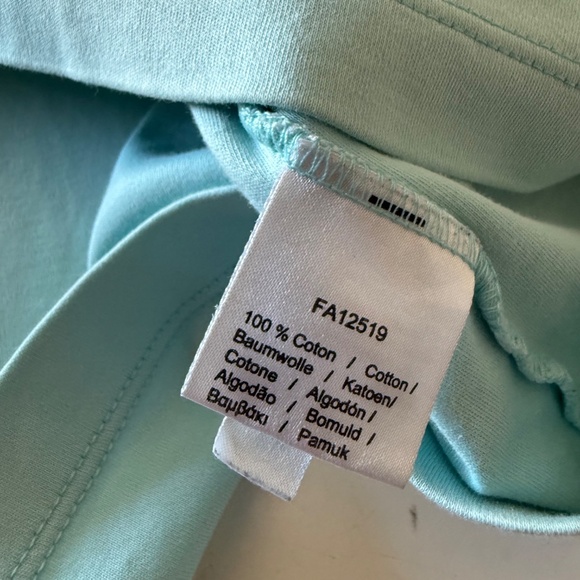 FA12519
100 % Coton / Cotton /
Baumwolle / Katoen/
Cotone / Algodón /
Algodão / Bomuld /
Βαμβάκι / Pamuk